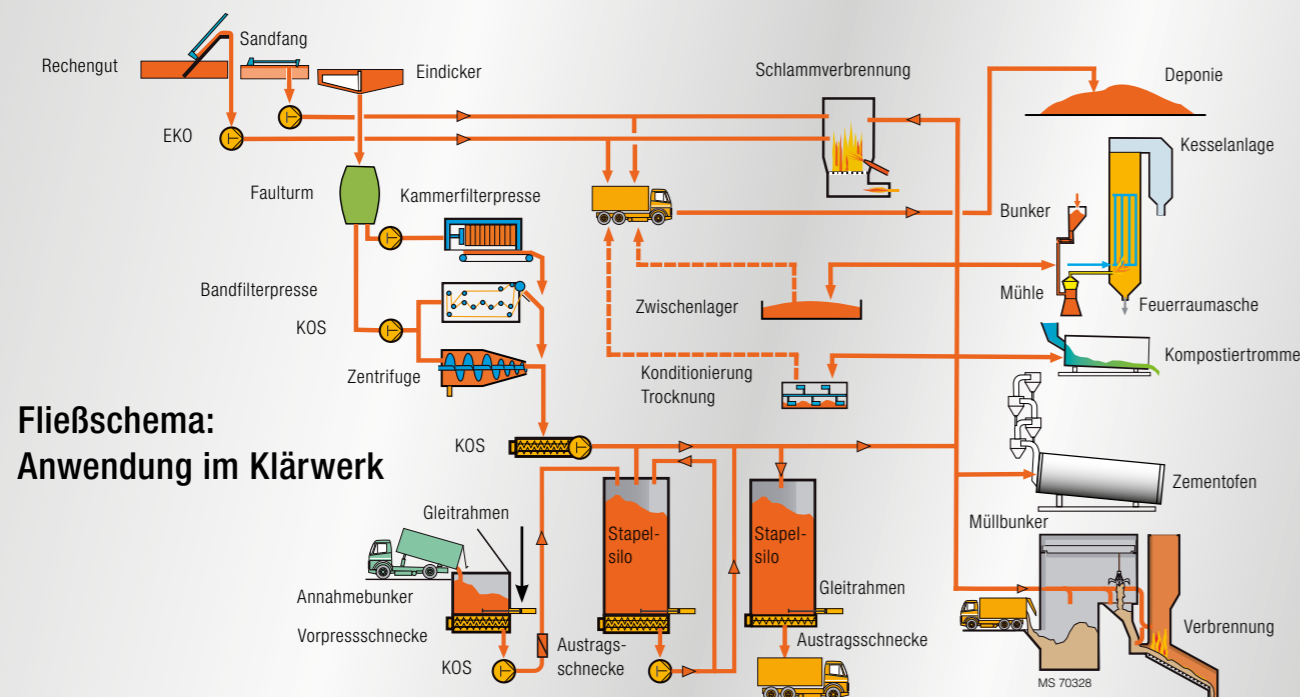 Sandfang
Rechengut
Eindicker
Schlammverbrennung
Deponie
EKO
Kesselanlage
Faulturm
Kammerfilterpresse
Bunker
Bandfilterpresse
Zwischenlager
Mühle
Feuerraumasche
KOS
Zentrifuge
Konditionierung
Trocknung
Kompostiertromme
Fließschema:
Anwendung im Klärwerk
KOS
Zementofen
Gleitrahmen
Müllbunker
Stapel-
silo
Stapel-
silo
Annahmebunker
Gleitrahmen
Vorpressschnecke
Austrags-
schnecke
Austragsschnecke
Verbrennung
KOS
MS 70328